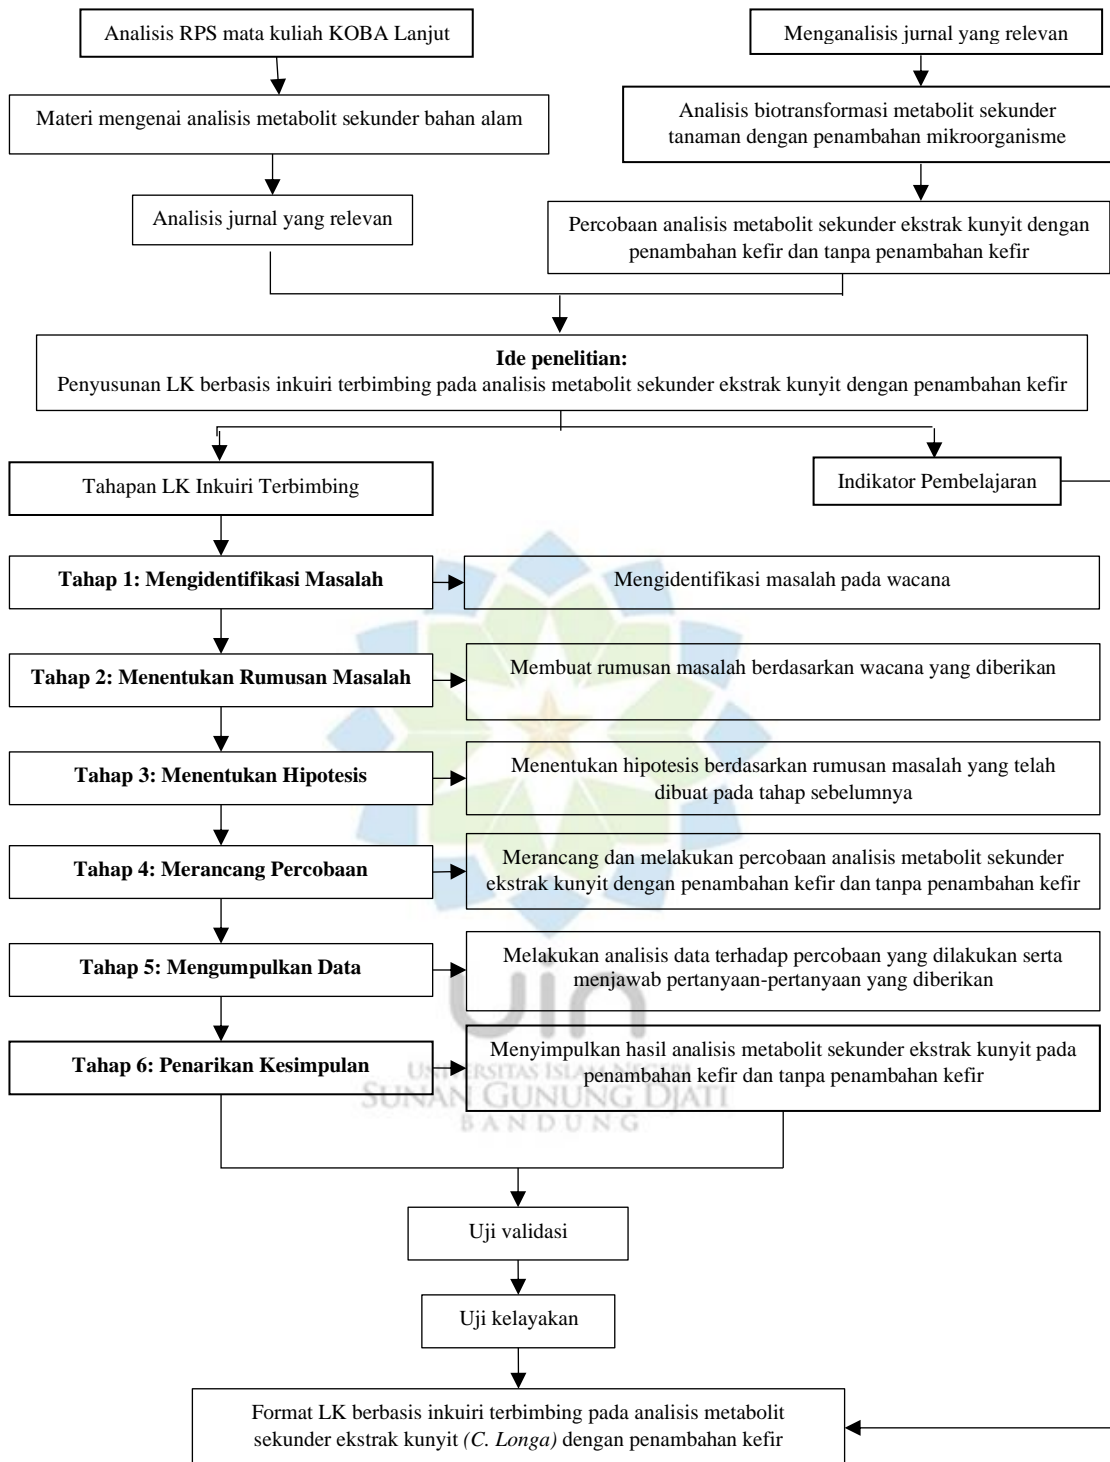 Analisis RPS mata kuliah KOBA Lanjut
Menganalisis jurnal yang relevan
Materi mengenai analisis metabolit sekunder bahan alam
Analisis biotransformasi metabolit sekunder
tanaman dengan penambahan mikroorganisme
Analisis jurnal yang relevan
Percobaan analisis metabolit sekunder ekstrak kunyit dengan
penambahan kefir dan tanpa penambahan kefir
Ide penelitian:
Penyusunan LK berbasis inkuiri terbimbing pada analisis metabolit sekunder ekstrak kunyit dengan penambahan kefir
Tahapan LK Inkuiri Terbimbing
Indikator Pembelajaran
Tahap 1: Mengidentifikasi Masalah
Mengidentifikasi masalah pada wacana
Tahap 2: Menentukan Rumusan Masalah
Membuat rumusan masalah berdasarkan wacana yang diberikan
Tahap 3: Menentukan Hipotesis
Menentukan hipotesis berdasarkan rumusan masalah yang telah
dibuat pada tahap sebelumnya
Tahap 4: Merancang Percobaan
Merancang dan melakukan percobaan analisis metabolit sekunder
ekstrak kunyit dengan penambahan kefir dan tanpa penambahan kefir
Tahap 5: Mengumpulkan Data
Melakukan analisis data terhadap percobaan yang dilakukan serta
menjawab pertanyaan-pertanyaan yang diberikan
uin
Tahap 6: Penarikan Kesimpulan
Menyimpulkan hasil analisis metabolit sekunder ekstrak kunyit pada
penambahan kefir dan tanpa penambahan kefir
UNIVERSITAS ISLAM NEGERI
SUNAN GUNUNG DJATI
BANDUNG
Uji validasi
Uji kelayakan
Format LK berbasis inkuiri terbimbing pada analisis metabolit
sekunder ekstrak kunyit (C. Longa) dengan penambahan kefir